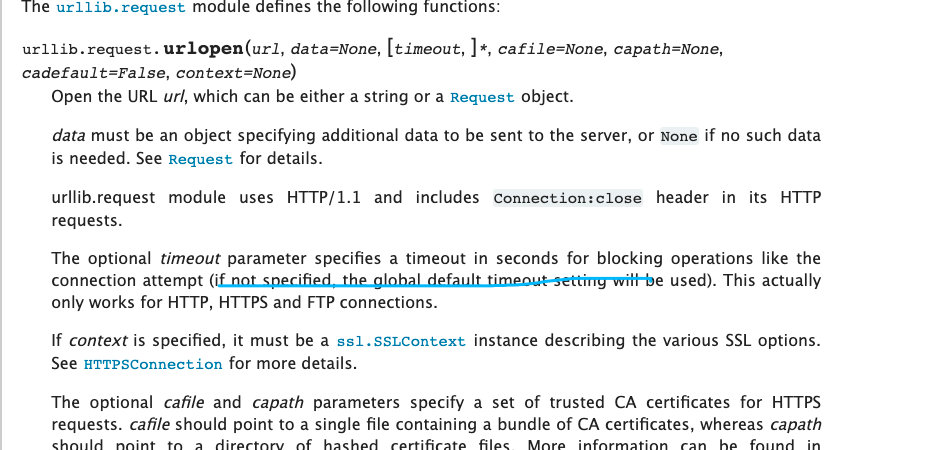 The urllib.request module defines the following functions:
urllib.request.urlopen(url, data=None, [timeout, ]*, cafile=None, capath=None,
cadefault=False, context=None)
Open the URL url, which can be either a string or a Request object.
data must be an object specifying additional data to be sent to the server, or None if no such data
is needed. See Request for details.
urllib.request module uses HTTP/1.1 and includes Connection:close header in its HTTP
requests.
The optional timeout parameter specifies a timeout in seconds for blocking operations like the
connection attempt (if not specified, the global default timeout setting will be used). This actually
only works for HTTP, HTTPS and FTP connections.
If context is specified, it must be a ssl.SSLContext instance describing the various SSL options.
See HTTPSConnection for more details.
The optional cafile and capath parameters specify a set of trusted CA certificates for HTTPS
requests. cafile should point to a single file containing a bundle of CA certificates, whereas capath
should point to a directory of hashed certificate files. More information can be found in